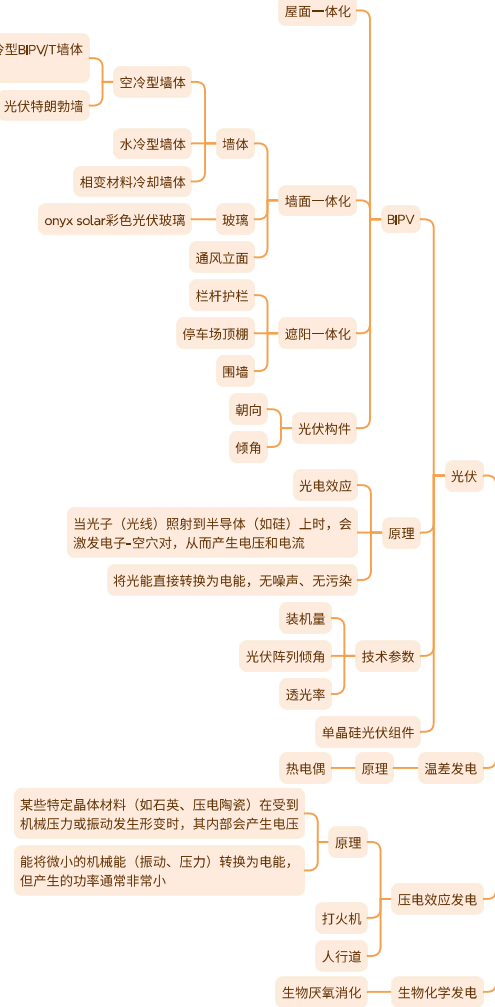 屋面一体化
冷型BIPV/T墙体
空冷型墙体
光伏特朗勃墙
水冷型墙体
墙体
相变材料冷却墙体
墙面一体化
onyx solar彩色光伏玻璃
玻璃
BIPV
通风立面
栏杆护栏
停车场顶棚
遮阳一体化
围墙
朝向
光伏构件
倾角
光伏
光电效应
当光子（光线）照射到半导体（如硅）上时，会
激发电子-空穴对，从而产生电压和电流
原理
将光能直接转换为电能，无噪声、无污染
装机量
光伏阵列倾角
技术参数
透光率
单晶硅光伏组件
热电偶
原理
温差发电
某些特定晶体材料（如石英、压电陶瓷）在受到
机械压力或振动发生形变时，其内部会产生电压
原理
能将微小的机械能（振动、压力）转换为电能，
但产生的功率通常非常小
压电效应发电
打火机
人行道
生物厌氧消化
生物化学发电